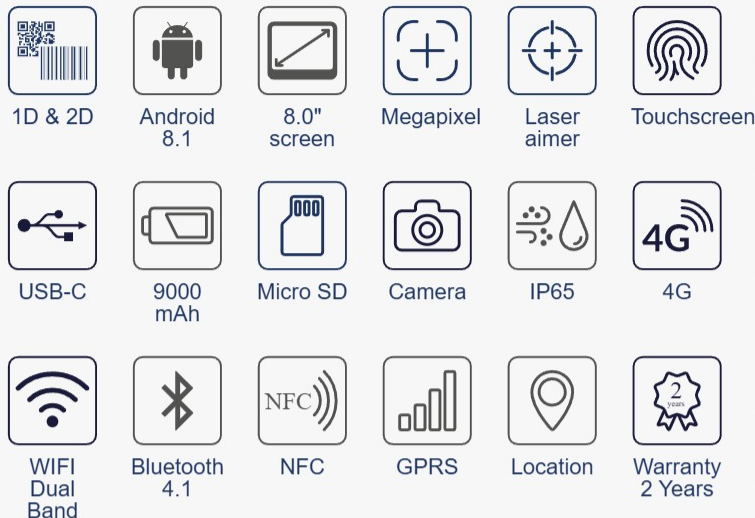 1D & 2D
Android
8.1
8.0"
screen
Megapixel
Laser
aimer
Touchscreen
4G
USB-C
9000
mAh
Micro SD
Camera
IP65
4G
NFC
2
years
WIFI
Dual
Band
Bluetooth
4.1
NFC
GPRS
Location
Warranty
2 Years